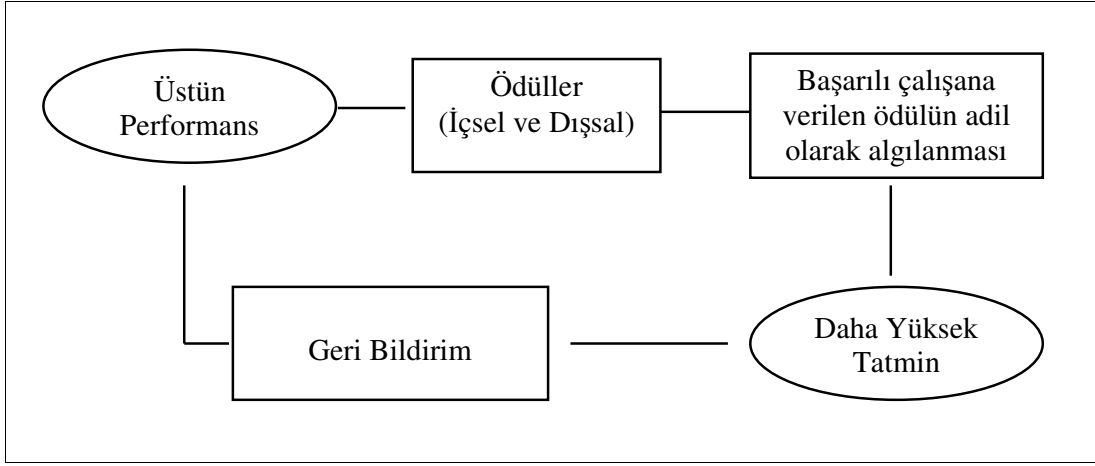 Üstün
Performans
Ödüller
(İçsel ve Dışsal)
Başarılı çalışana
verilen ödülün adil
olarak algılanması
Geri Bildirim
Daha Yüksek
Tatmin